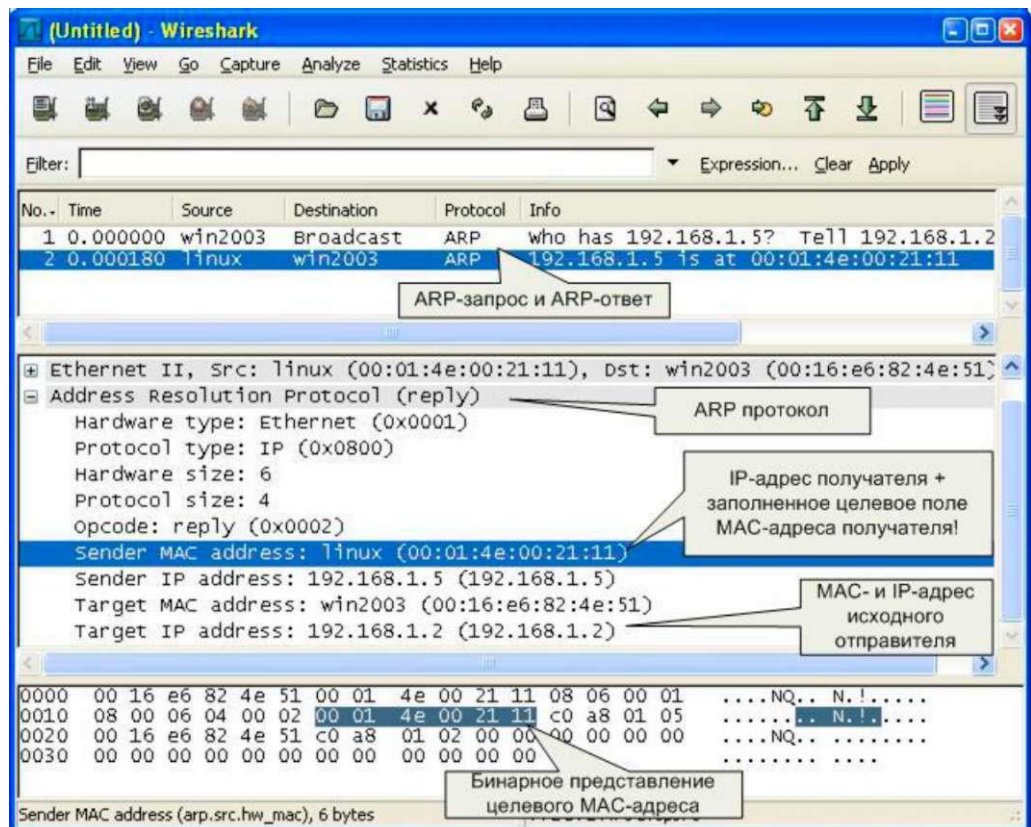 (Untitled) - Wireshark
File Edit View Go Capture Analyze Statistics Help
Filter: Expression... Clear Apply
No. - Time Source Destination Protocol Info
1 0.000000 win2003 Broadcast ARP who has 192.168.1.5? Tell 192.168.1.2
2 0.000180 linux win2003 ARP 192.168.1.5 is at 00:01:4e:00:21:11
ARP-запрос и ARP-ответ
Ethernet II, Src: linux (00:01:4e:00:21:11), Dst: win2003 (00:16:e6:82:4e:51)
Address Resolution Protocol (reply)
ARP протокол
Hardware type: Ethernet (0x0001)
Protocol type: IP (0x0800)
Hardware size: 6
Protocol size: 4
Opcode: reply (0x0002)
IP-адрес получателя +
заполненное целевое поле
MAC-адреса получателя!
Sender MAC address: linux (00:01:4e:00:21:11)
Sender IP address: 192.168.1.5 (192.168.1.5)
Target MAC address: win2003 (00:16:e6:82:4e:51)
Target IP address: 192.168.1.2 (192.168.1.2)
MAC- и IP-адрес
исходного
отправителя
0000 00 16 e6 82 4e 51 00 01 4e 00 21 11 08 06 00 01 ....NQ.. N.!.....
0010 08 00 06 04 00 02 00 01 4e 00 21 11 c0 a8 01 05 ........ N.!.....
0020 00 16 e6 82 4e 51 c0 a8 01 02 00 00 00 00 00 00 ....NQ.. ........
0030 00 00 00 00 00 00 00 00 00 00 00 00 ........ ....
Бинарное представление
целевого MAC-адреса
Sender MAC address (arp.src.hw_mac), 6 bytes